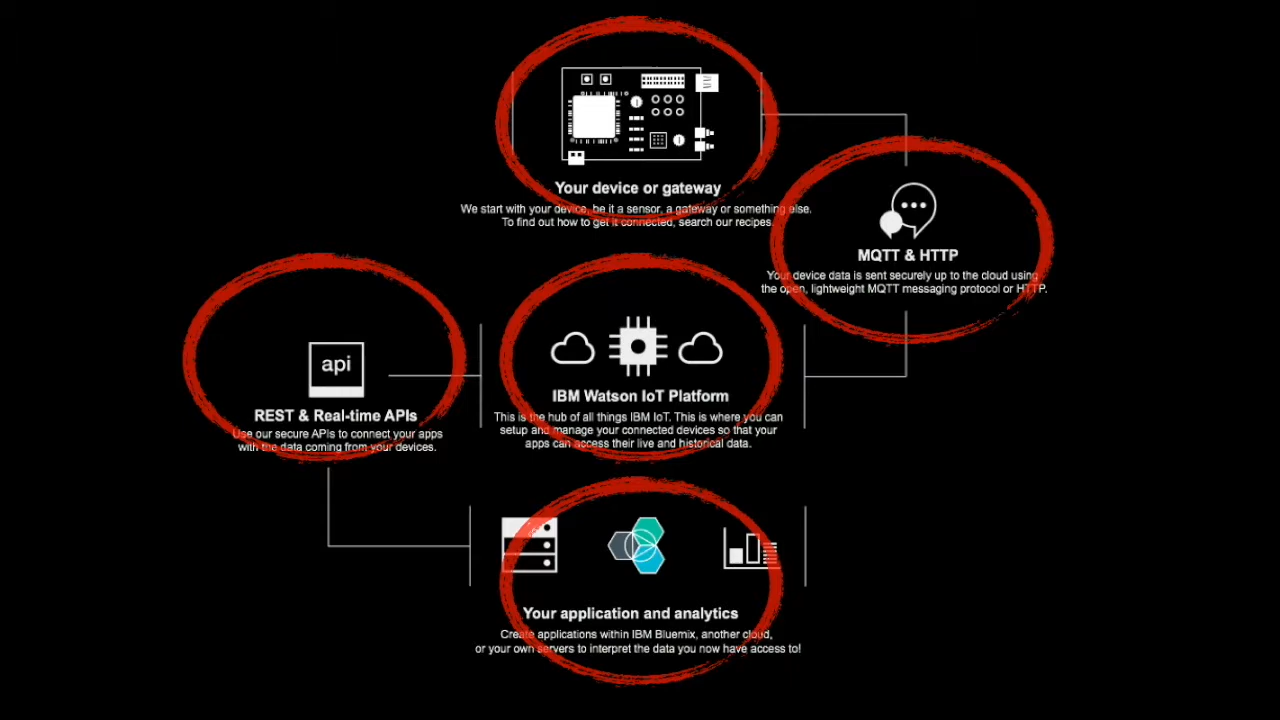 Your device or gateway
We start with your device, be it a sensor, a gateway or something else.
To find out how to get it connected, search our recipes.
MQTT & HTTP
Your device data is sent securely up to the cloud using
the open, lightweight MQTT messaging protocol or HTTP.
api
REST & Real-time APIs
Use our secure APIs to connect your apps
with the data coming from your devices.
IBM Watson IoT Platform
This is the hub of all things IBM IoT. This is where you can
setup and manage your connected devices so that your
apps can access their live and historical data.
Your application and analytics
Create applications within IBM Bluemix, another cloud,
or your own servers to interpret the data you now have access to!